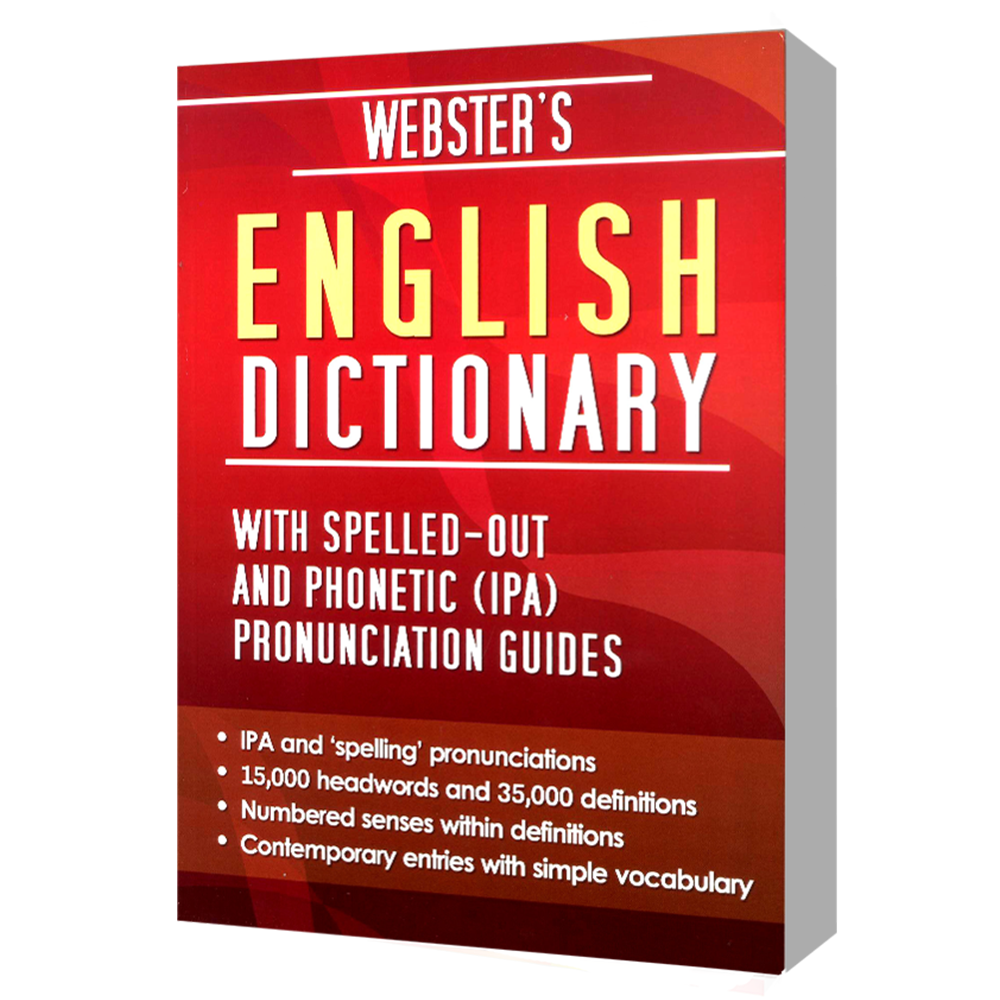 WEBSTER'S
ENGLISH
DICTIONARY
WITH SPELLED-OUT
AND PHONETIC (IPA)
PRONUNCIATION GUIDES
• IPA and 'spelling' pronunciations
• 15,000 headwords and 35,000 definitions
• Numbered senses within definitions
• Contemporary entries with simple vocabulary